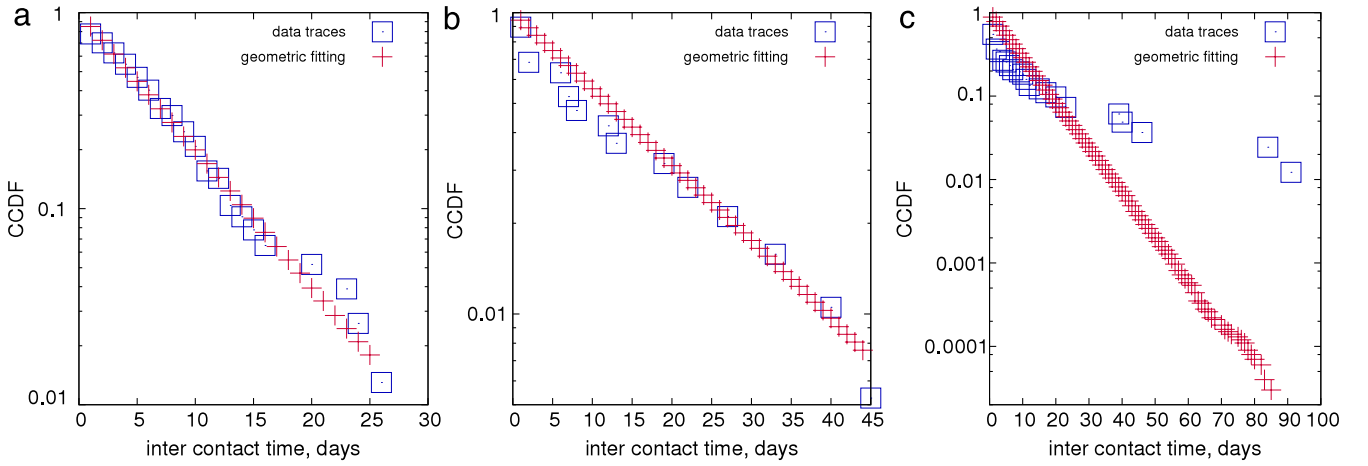 a
data traces
geometric fitting
1
0.1
0.01
CCDF
0 5 10 15 20 25 30
inter contact time, days
b
data traces
geometric fitting
1
0.01
CCDF
0 5 10 15 20 25 30 35 40 45
inter contact time, days
c
data traces
geometric fitting
1
0.1
0.01
0.001
0.0001
CCDF
0 10 20 30 40 50 60 70 80 90 100
inter contact time, days